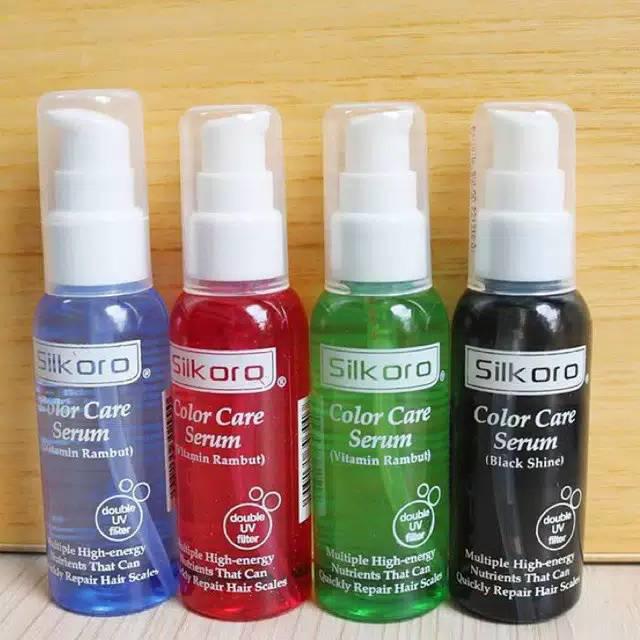 Silkoro®
Color Care
Serum
(Vitamin Rambut)
double
UV
filter
Multiple High-energy
Nutrients That Can
Quickly Repair Hair Scales
Silkoro®
Color Care
Serum
(Vitamin Rambut)
double
UV
filter
Multiple High-energy
Nutrients That Can
Quickly Repair Hair Scales
Silkoro®
Color Care
Serum
(Vitamin Rambut)
double
UV
filter
Multiple High-energy
Nutrients That Can
Quickly Repair Hair Scales
Silkoro®
Color Care
Serum
(Black Shine)
double
UV
filter
Multiple High-energy
Nutrients That Can
Quickly Repair Hair Scales